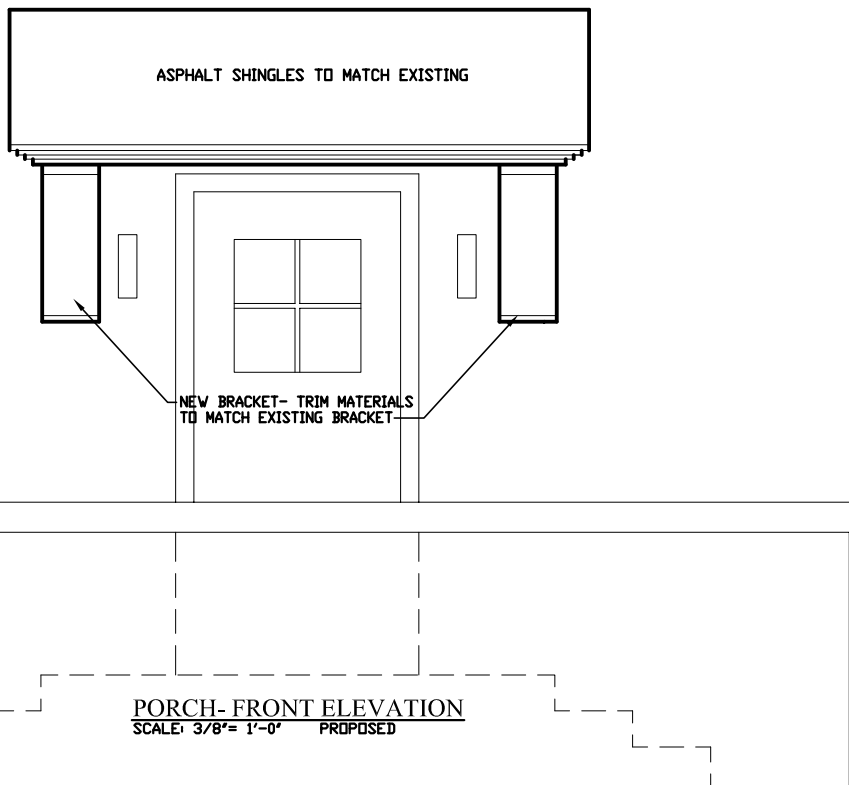 ASPHALT SHINGLES TO MATCH EXISTING
NEW BRACKET- TRIM MATERIALS
TO MATCH EXISTING BRACKET
PORCH- FRONT ELEVATION
SCALE: 3/8"= 1'-0" PROPOSED